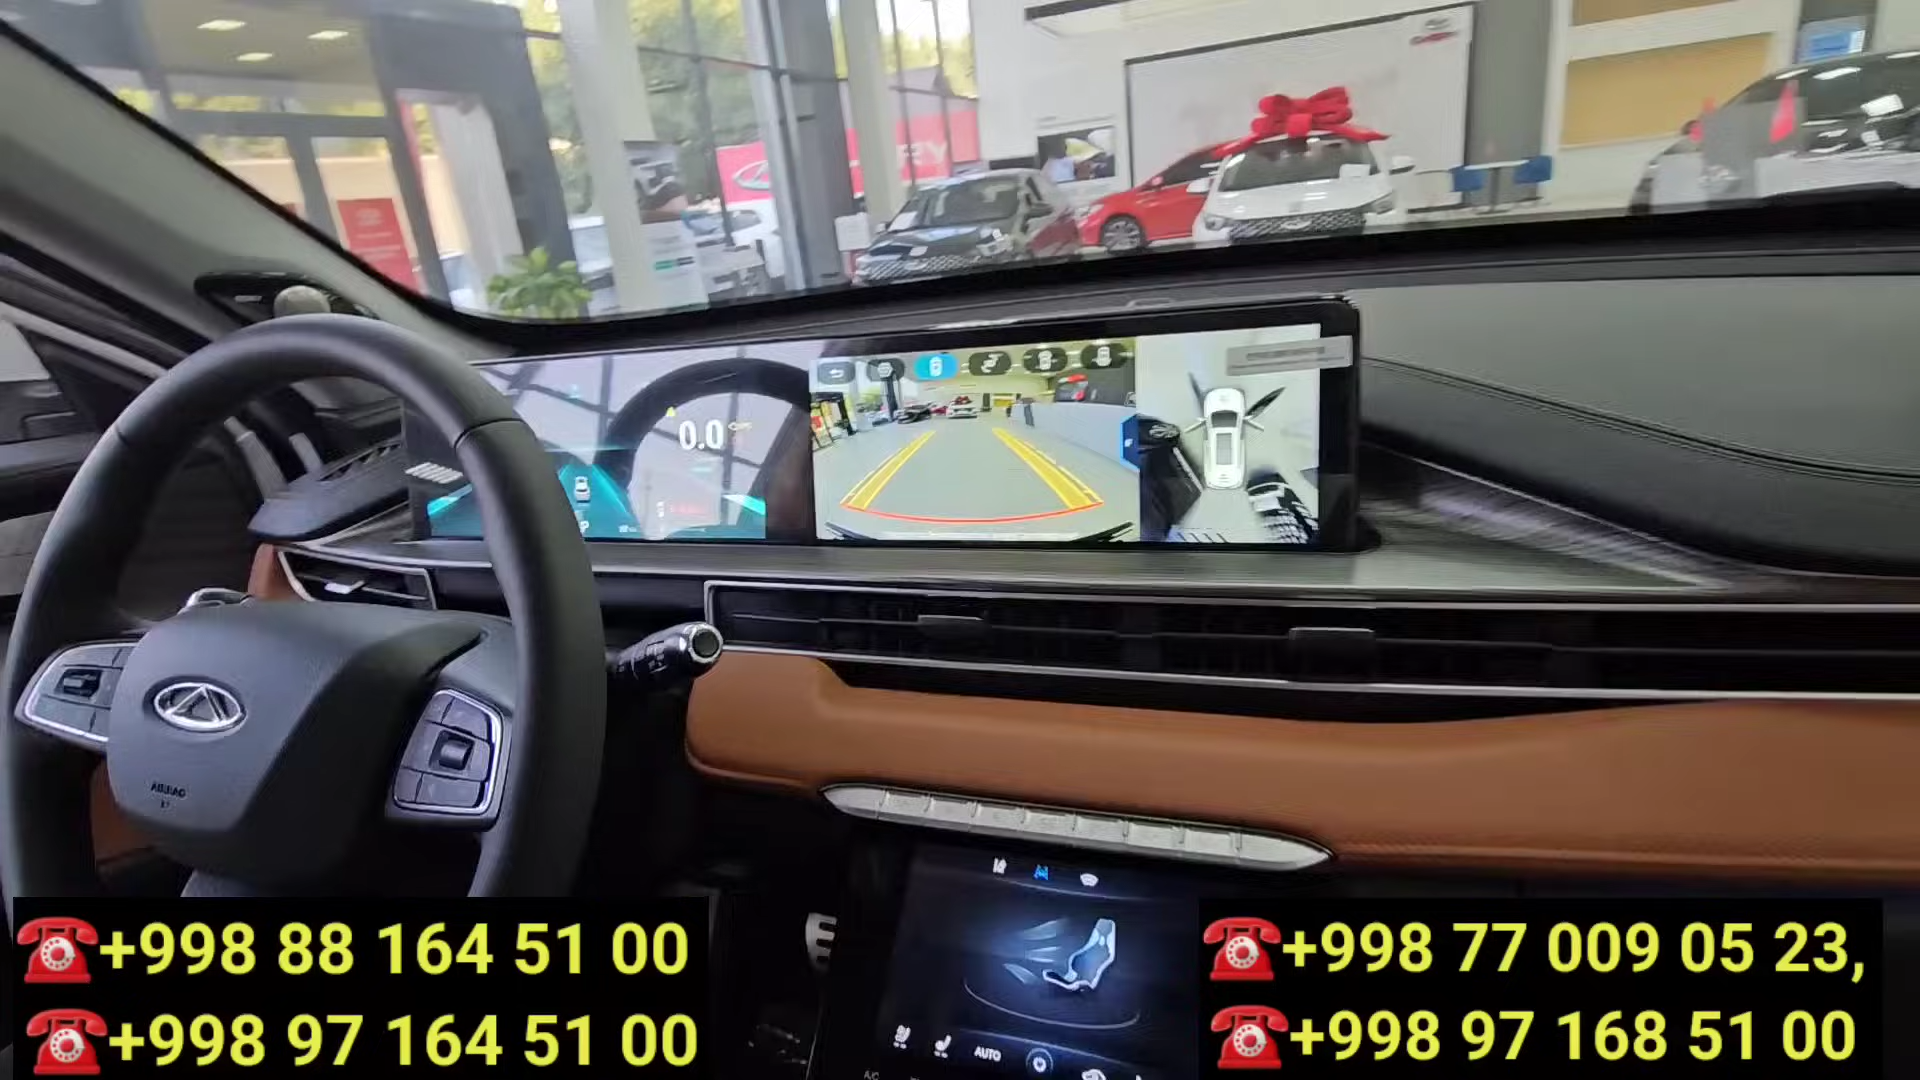 0.0
P
AIRBAG
AUTO
A/C
☎️+998 88 164 51 00
☎️+998 97 164 51 00
☎️+998 77 009 05 23,
☎️+998 97 168 51 00